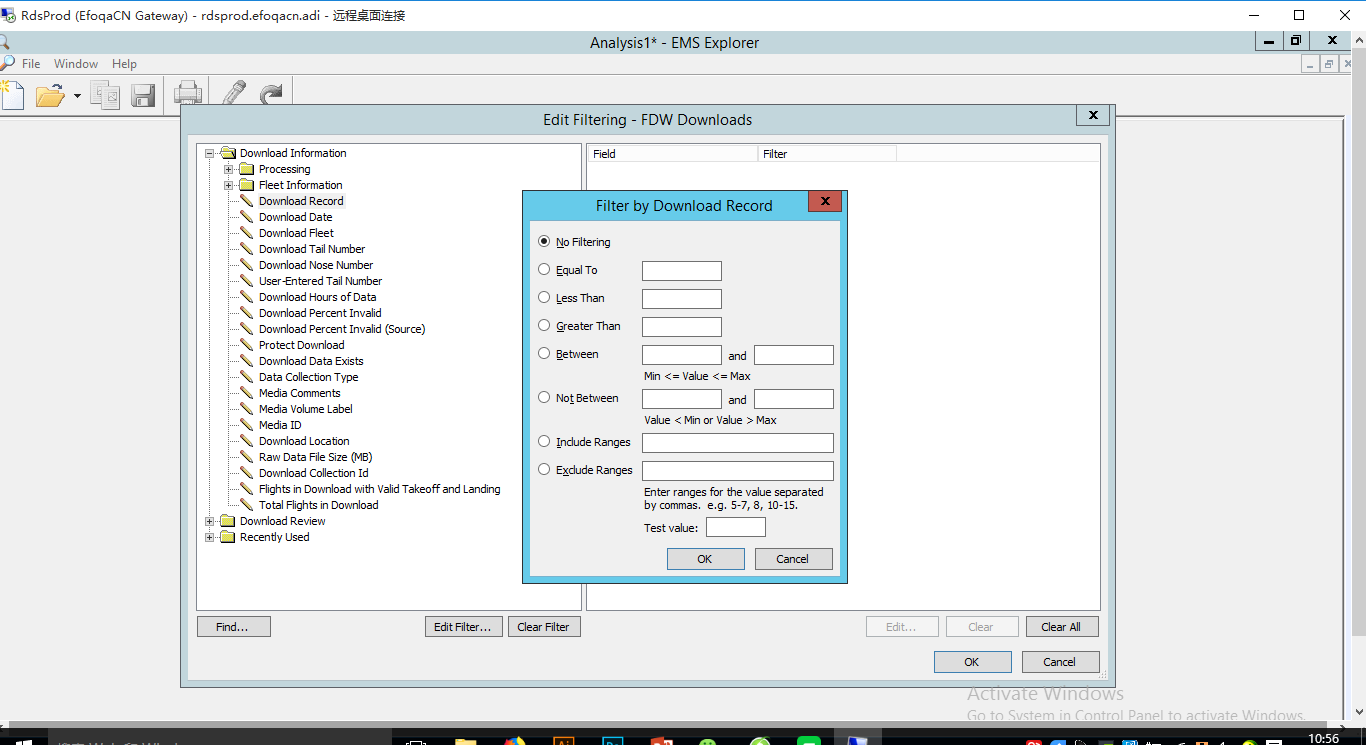 RdsProd (EfoqaCN Gateway) - rdsprod.efoqacn.adi - 远程桌面连接
Analysis1* - EMS Explorer
File Window Help
Edit Filtering - FDW Downloads
Download Information
Processing
Fleet Information
Download Record
Download Date
Download Fleet
Download Tail Number
Download Nose Number
User-Entered Tail Number
Download Hours of Data
Download Percent Invalid
Download Percent Invalid (Source)
Protect Download
Download Data Exists
Data Collection Type
Media Comments
Media Volume Label
Media ID
Download Location
Raw Data File Size (MB)
Download Collection Id
Flights in Download with Valid Takeoff and Landing
Total Flights in Download
Download Review
Recently Used
Field Filter
Filter by Download Record
No Filtering
Equal To
Less Than
Greater Than
Between and
Min <= Value <= Max
Not Between and
Value < Min or Value > Max
Include Ranges
Exclude Ranges
Enter ranges for the value separated
by commas. e.g. 5-7, 8, 10-15.
Test value:
OK Cancel
Find... Edit Filter... Clear Filter Edit... Clear Clear All
OK Cancel
Activate Windows
Go to System in Control Panel to activate Windows.
10:56